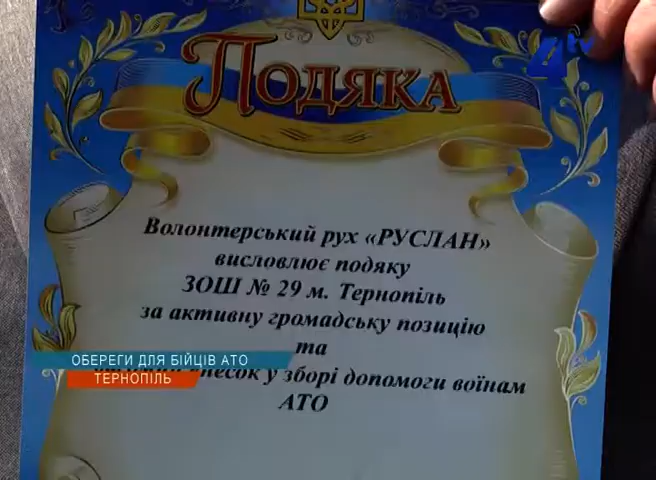 Подяка
Волонтерський рух «РУСЛАН»
висловлює подяку
ЗОШ № 29 м. Тернопіль
за активну громадську позицію
та
внесок у зборі допомоги воїнам
АТО
ОБЕРЕГИ ДЛЯ БІЙЦІВ АТО
ТЕРНОПІЛЬ